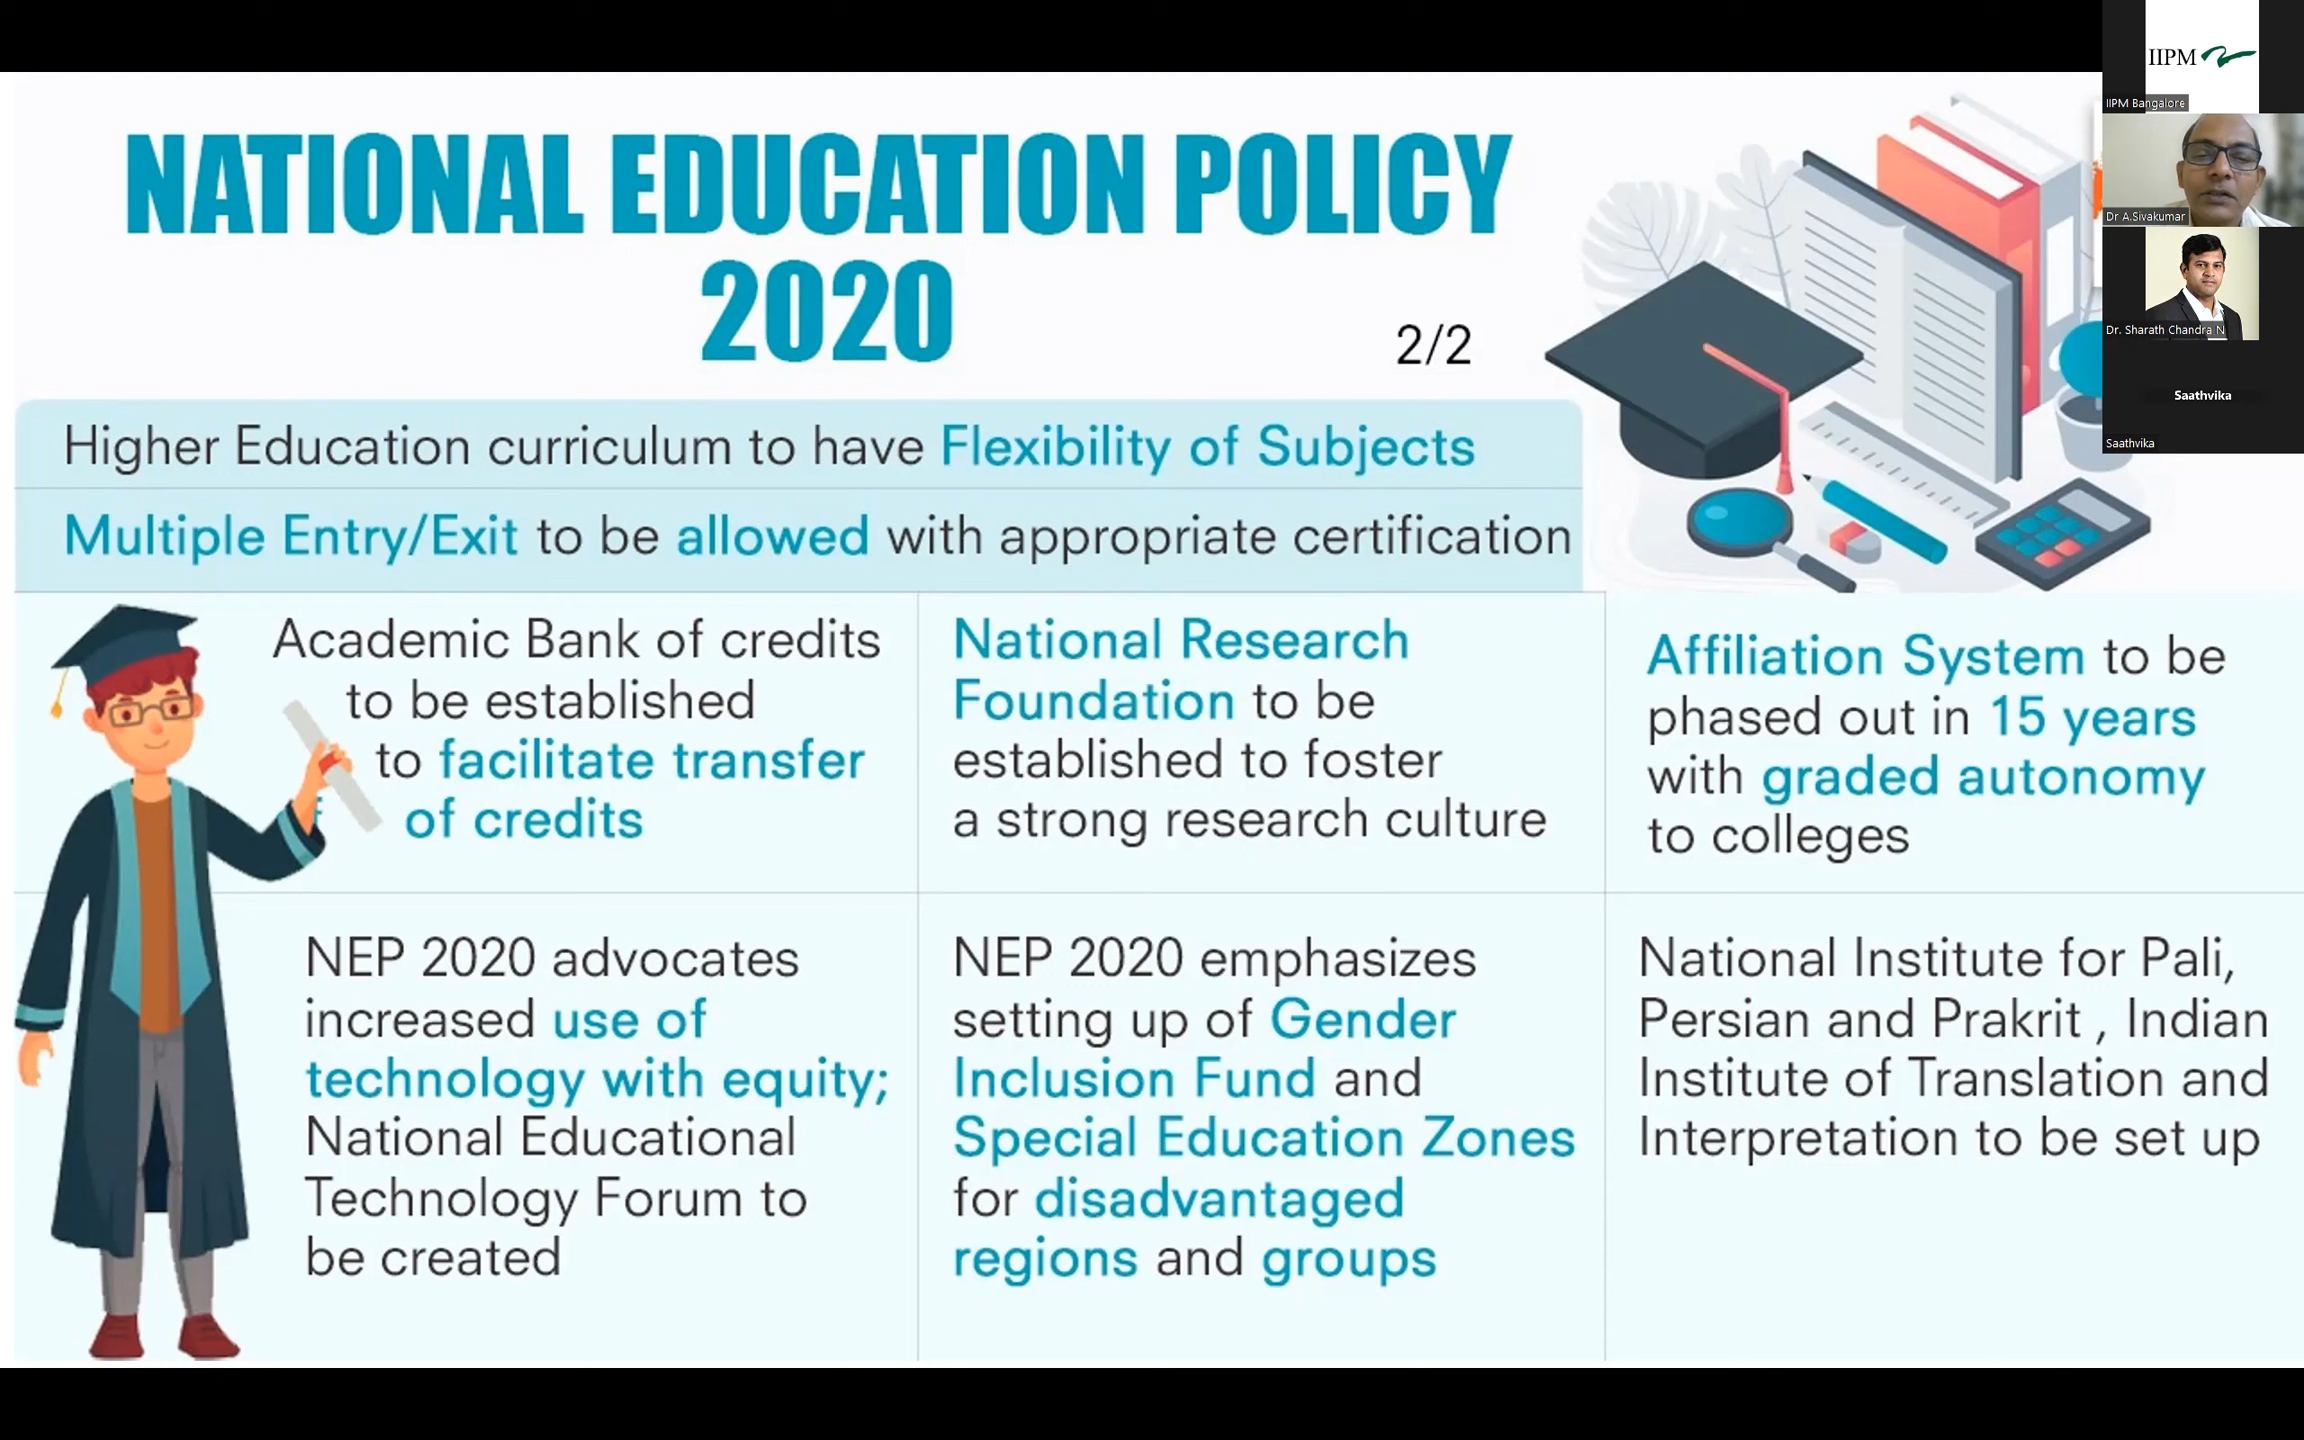 NATIONAL EDUCATION POLICY
2020
2/2
Higher Education curriculum to have Flexibility of Subjects
Multiple Entry/Exit to be allowed with appropriate certification
Academic Bank of credits
to be established
to facilitate transfer
of credits
National Research
Foundation to be
established to foster
a strong research culture
Affiliation System to be
phased out in 15 years
with graded autonomy
to colleges
NEP 2020 advocates
increased use of
technology with equity;
National Educational
Technology Forum to
be created
NEP 2020 emphasizes
setting up of Gender
Inclusion Fund and
Special Education Zones
for disadvantaged
regions and groups
National Institute for Pali,
Persian and Prakrit , Indian
Institute of Translation and
Interpretation to be set up
IIPM
IIPM Bangalore
Dr A.Sivakumar
Dr. Sharath Chandra N
Saathvika
Saathvika